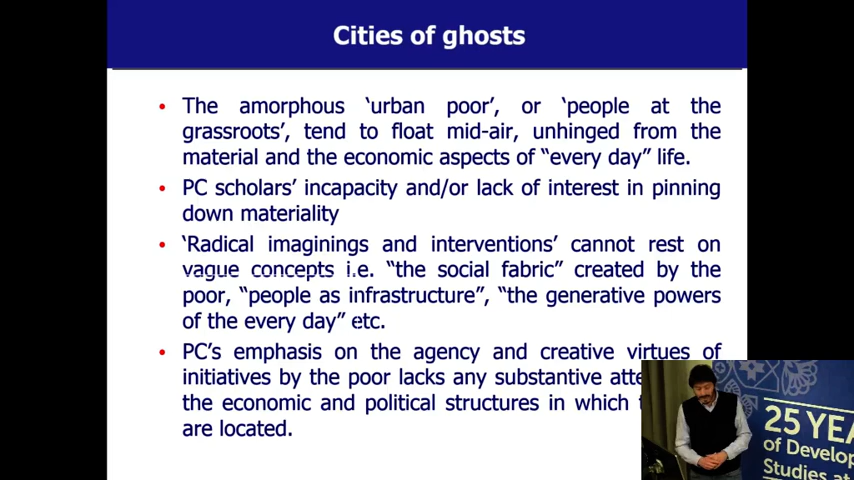 Cities of ghosts
• The amorphous ‘urban poor’, or ‘people at the
grassroots’, tend to float mid-air, unhinged from the
material and the economic aspects of “every day” life.
• PC scholars’ incapacity and/or lack of interest in pinning
down materiality
• ‘Radical imaginings and interventions’ cannot rest on
vague concepts i.e. “the social fabric” created by the
poor, “people as infrastructure”, “the generative powers
of the every day” etc.
• PC’s emphasis on the agency and creative virtues of
initiatives by the poor lacks any substantive
the economic and political structures in which
are located.
25 YEA
of Develop
Studies at